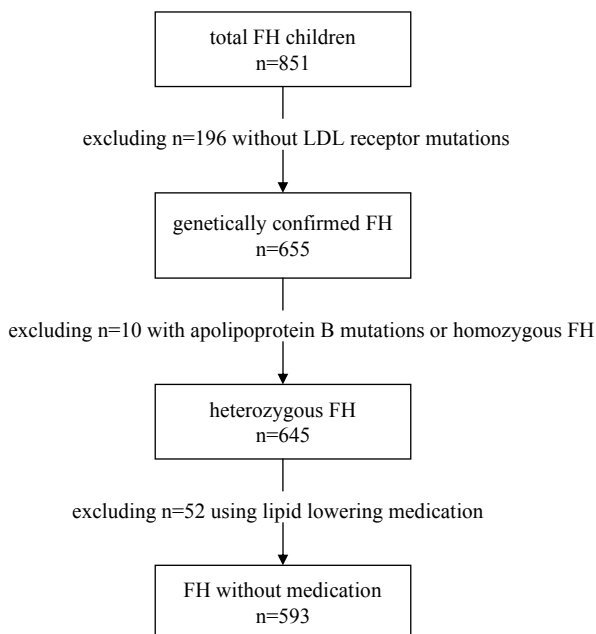 total FH children
n=851
excluding n=196 without LDL receptor mutations
genetically confirmed FH
n=655
excluding n=10 with apolipoprotein B mutations or homozygous FH
heterozygous FH
n=645
excluding n=52 using lipid lowering medication
FH without medication
n=593